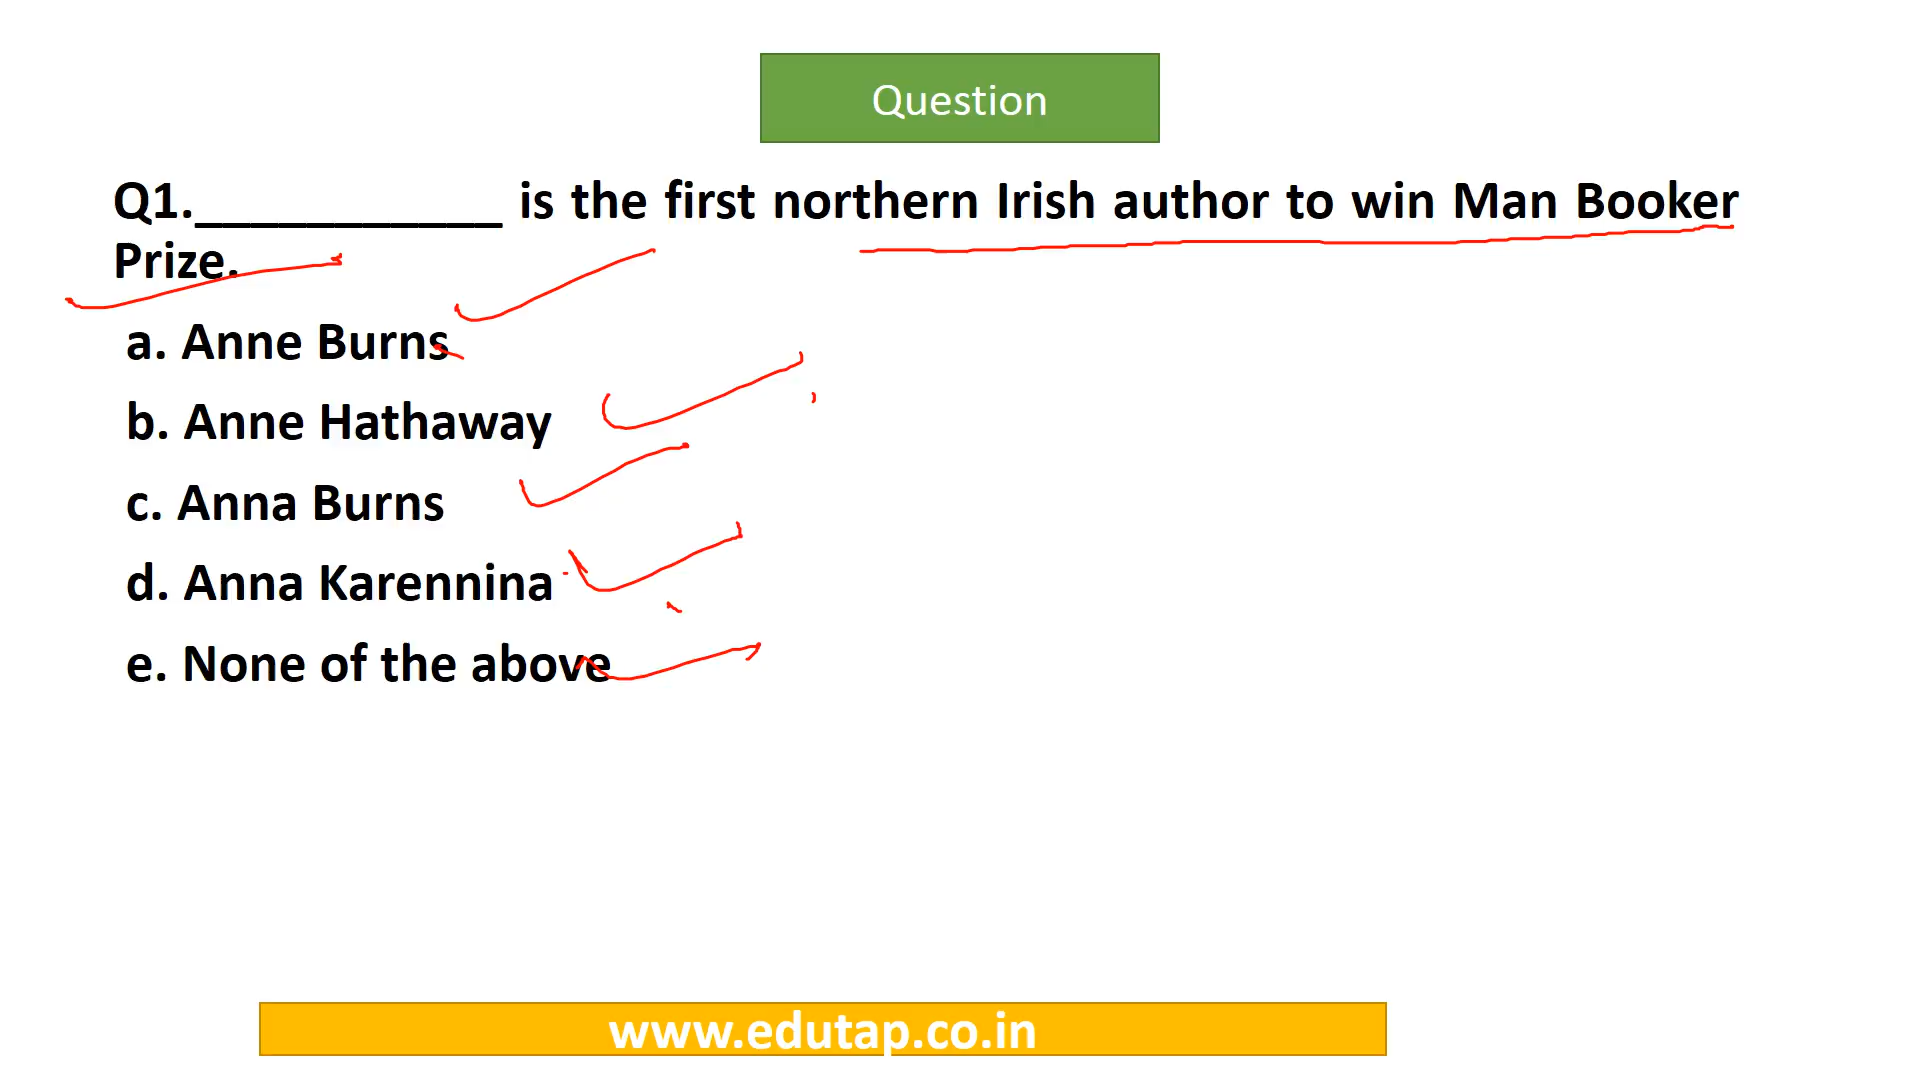 Question
Q1.___________ is the first northern Irish author to win Man Booker
Prize.
a. Anne Burns
b. Anne Hathaway
c. Anna Burns
d. Anna Karennina
e. None of the above
www.edutap.co.in